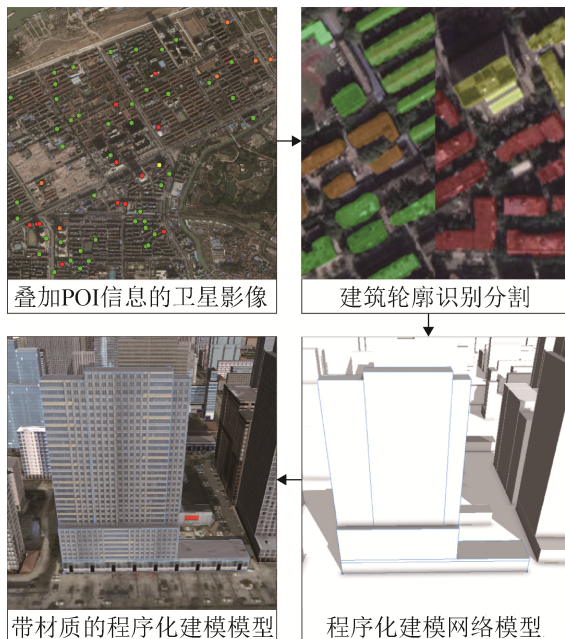 叠加POI信息的卫星影像
建筑轮廓识别分割
带材质的程序化建模模型
程序化建模网络模型